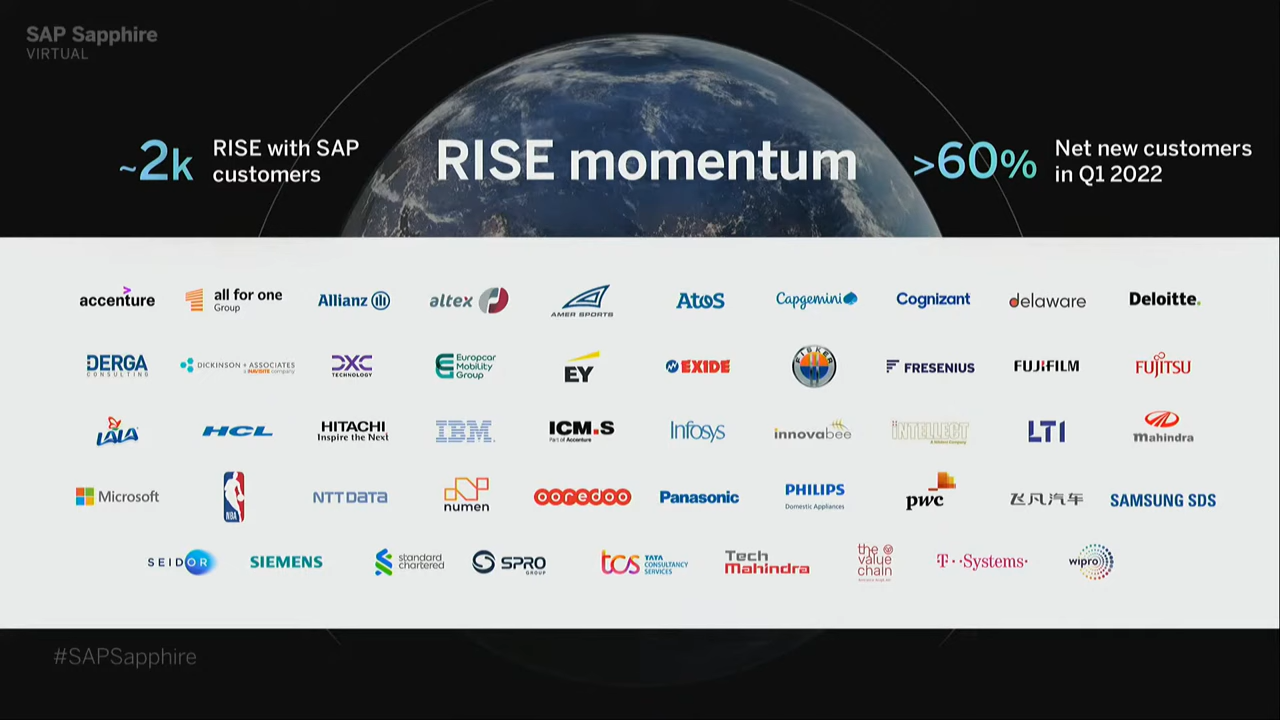 SAP Sapphire
VIRTUAL
~2k
RISE with SAP
customers
RISE momentum
>60%
Net new customers
in Q1 2022
accenture
all for one
Group
Allianz
altex
AMER SPORTS
Atos
Capgemini
Cognizant
delaware
Deloitte.
DERGA
CONSULTING
DICKINSON + ASSOCIATES
a NAVISITE company
DXC
TECHNOLOGY
Europcar
Mobility
Group
EY
EXIDE
FISKER
FRESENIUS
FUJIFILM
FUJITSU
LALA
HCL
HITACHI
Inspire the Next
IBM
ICM.S
Part of Accenture
Infosys
innovabee
INTELLECT
LTI
Mahindra
Microsoft
NBA
NTT DATA
numen
ooredoo
Panasonic
PHILIPS
Domestic Appliances
pwc
飞凡汽车
SAMSUNG SDS
SEIDOR
SIEMENS
standard
chartered
SPRO
GROUP
tcs
TATA
CONSULTANCY
SERVICES
Tech
Mahindra
the
value
chain
T··Systems·
wipro
#SAPSapphire